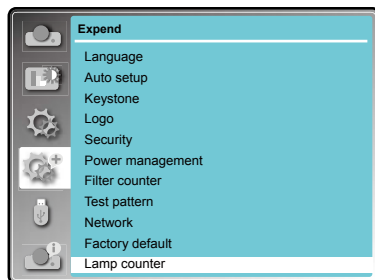 Expend
Language
Auto setup
Keystone
Logo
Security
Power management
Filter counter
Test pattern
Network
Factory default
Lamp counter